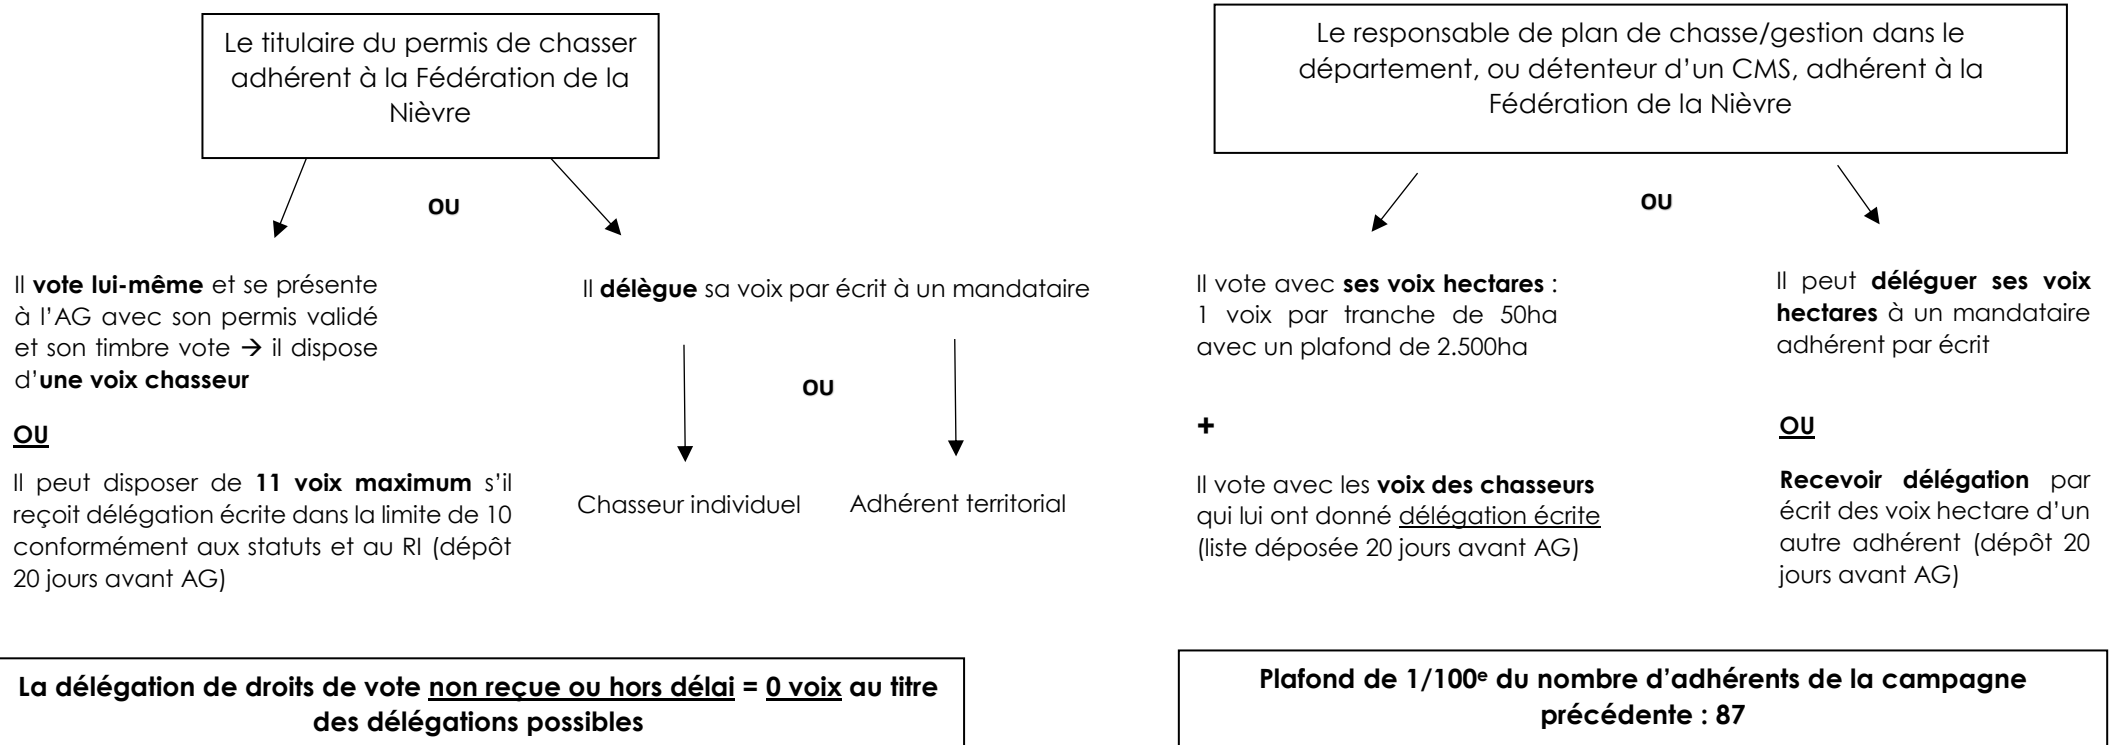 Le titulaire du permis de chasser
adhérent à la Fédération de la
Nièvre
OU
Il vote lui-même et se présente
à l'AG avec son permis validé
et son timbre vote → il dispose
d'une voix chasseur
OU
Il peut disposer de 11 voix maximum s'il
reçoit délégation écrite dans la limite de 10
conformément aux statuts et au RI (dépôt
20 jours avant AG)
Il délègue sa voix par écrit à un mandataire
OU
Chasseur individuel
Adhérent territorial
La délégation de droits de vote non reçue ou hors délai = 0 voix au titre
des délégations possibles
Le responsable de plan de chasse/gestion dans le
département, ou détenteur d'un CMS, adhérent à la
Fédération de la Nièvre
OU
Il vote avec ses voix hectares :
1 voix par tranche de 50ha
avec un plafond de 2.500ha
+
Il vote avec les voix des chasseurs
qui lui ont donné délégation écrite
(liste déposée 20 jours avant AG)
Il peut déléguer ses voix
hectares à un mandataire
adhérent par écrit
OU
Recevoir délégation par
écrit des voix hectare d'un
autre adhérent (dépôt 20
jours avant AG)
Plafond de 1/100e du nombre d'adhérents de la campagne
précédente : 87